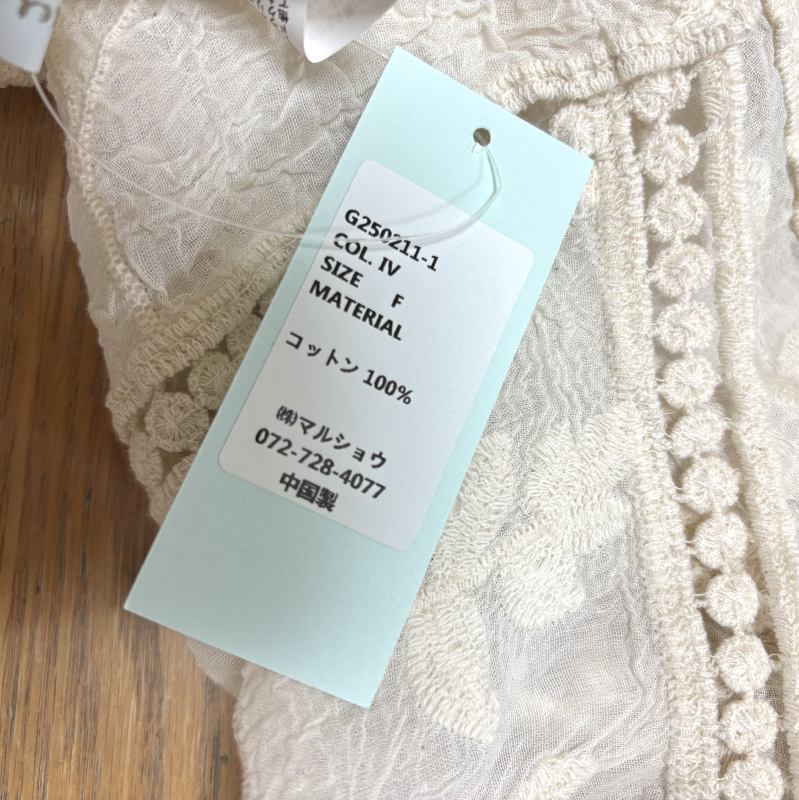 G250211-1
COL. IV
SIZE F
MATERIAL
コットン 100%
㈱マルショウ
072-728-4077
中国製